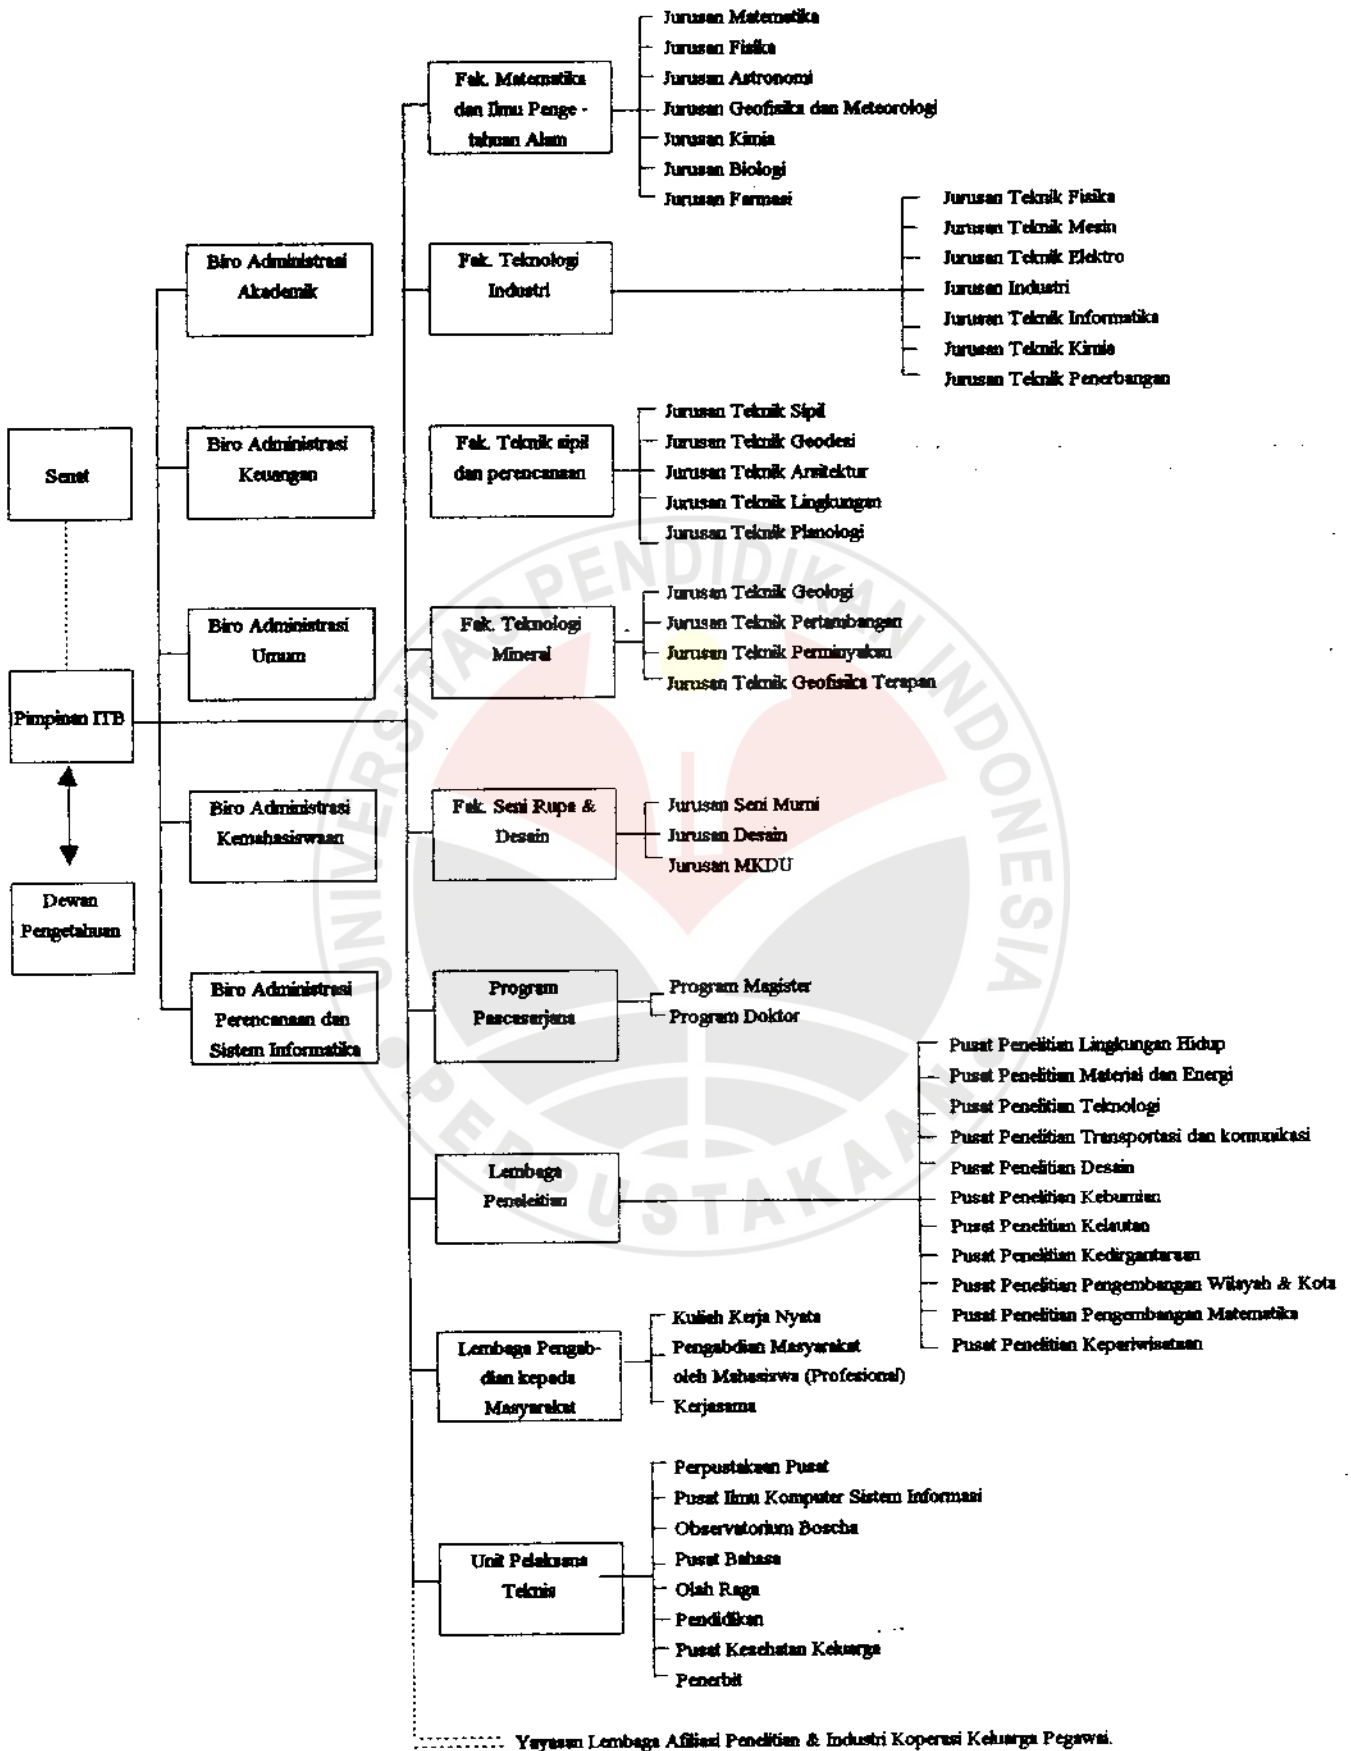 Jurusan Matematika
Jurusan Fisika
Jurusan Astronomi
Jurusan Geofisika dan Meteorologi
Jurusan Kimia
Jurusan Biologi
Jurusan Farmasi
Fak. Matematika
dan Ilmu Penge -
tahuan Alam
Jurusan Teknik Fisika
Jurusan Teknik Mesin
Jurusan Teknik Elektro
Jurusan Industri
Jurusan Teknik Informatika
Jurusan Teknik Kimia
Jurusan Teknik Penerbangan
Biro Administrasi
Akademik
Fak. Teknologi
Industri
Senat
Biro Administrasi
Keuangan
Fak. Teknik sipil
dan perencanaan
Jurusan Teknik Sipil
Jurusan Teknik Geodesi
Jurusan Teknik Arsitektur
Jurusan Teknik Lingkungan
Jurusan Teknik Planologi
Biro Administrasi
Umum
Fak. Teknologi
Mineral
Jurusan Teknik Geologi
Jurusan Teknik Pertambangan
Jurusan Teknik Perminyakan
Jurusan Teknik Geofisika Terapan
Pimpinan ITB
Biro Administrasi
Kemahasiswaan
Fak. Seni Rupa &
Desain
Jurusan Seni Murni
Jurusan Desain
Jurusan MKDU
Dewan
Pengetahuan
Biro Administrasi
Perencanaan dan
Sistem Informatika
Program
Pascasarjana
Program Magister
Program Doktor
Lembaga
Peneleitian
Pusat Penelitian Lingkungan Hidup
Pusat Penelitian Material dan Energi
Pusat Penelitian Teknologi
Pusat Penelitian Transportasi dan komunikasi
Pusat Penelitian Desain
Pusat Penelitian Kebumian
Pusat Penelitian Kelautan
Pusat Penelitian Kedirgantaraan
Pusat Penelitian Pengembangan Wilayah & Kota
Pusat Penelitian Pengembangan Matematika
Pusat Penelitian Kepariwisataan
Lembaga Pengab-
dian kepada
Masyarakat
Kuliah Kerja Nyata
Pengabdian Masyarakat
oleh Mahasiswa (Profesional)
Kerjasama
Unit Pelaksana
Teknis
Perpustakaan Pusat
Pusat Ilmu Komputer Sistem Informasi
Observatorium Boscha
Pusat Bahasa
Olah Raga
Pendidikan
Pusat Kesehatan Keluarga
Penerbit
Yayasan Lembaga Afiliasi Penelitian & Industri Koperasi Keluarga Pegawai.
UNIVERSITAS PENDIDIKAN INDONESIA
PERPUSTAKAAN